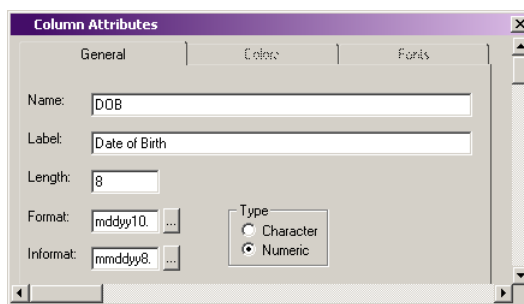 Column Attributes
General Colors Fonts
Name: DOB
Label: Date of Birth
Length: 8
Format: mddyy10. ...
Type
Character
Informat: mmddyy8. ...
Numeric